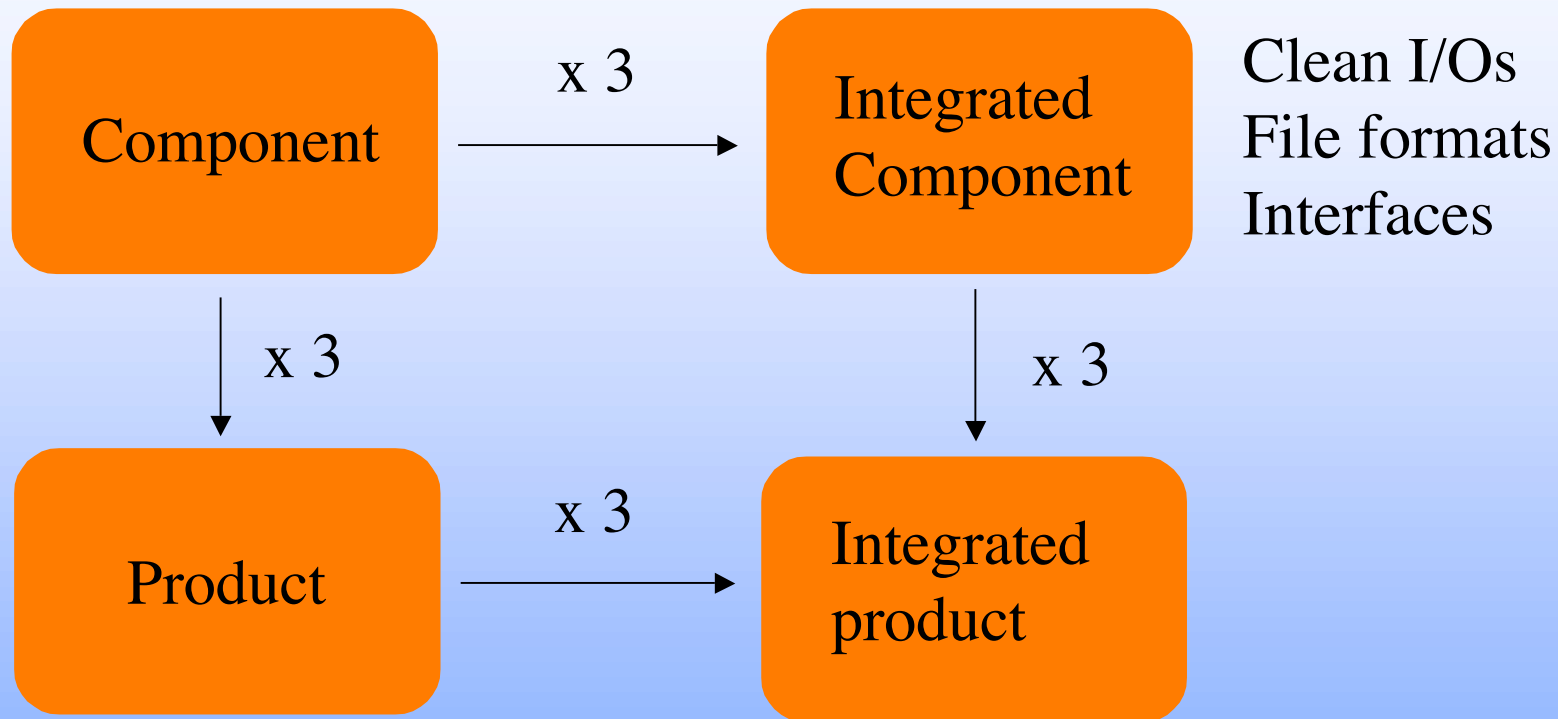 Component
x 3
Integrated
Component
Clean I/Os
File formats
Interfaces
x 3
x 3
Product
x 3
Integrated
product